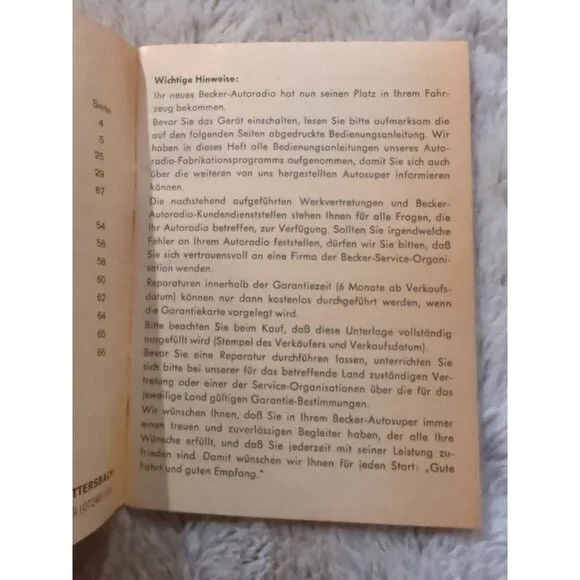 Seite
4
5
25
29
67
54
56
58
60
62
64
65
66
TTERSBACH
Wichtige Hinweise:
Ihr neues Becker-Autoradio hat nun seinen Platz in Ihrem Fahr-
zeug bekommen.
Bevor Sie das Gerät einschalten, lesen Sie bitte aufmerksam die
auf den folgenden Seiten abgedruckte Bedienungsanleitung. Wir
haben in dieses Heft alle Bedienungsanleitungen unseres Auto-
radio-Fabrikationsprogramms aufgenommen, damit Sie sich auch
über die weiteren von uns hergestellten Autosuper informieren
können.
Die nachstehend aufgeführten Werkvertretungen und Becker-
Autoradio-Kundendienststellen stehen Ihnen für alle Fragen, die
Ihr Autoradio betreffen, zur Verfügung. Sollten Sie irgendwelche
Fehler an Ihrem Autoradio feststellen, dürfen wir Sie bitten, daß
Sie sich vertrauensvoll an eine Firma der Becker-Service-Organi-
sation wenden.
Reparaturen innerhalb der Garantiezeit (6 Monate ab Verkaufs-
datum) können nur dann kostenlos durchgeführt werden, wenn
die Garantiekarte vorgelegt wird.
Bitte beachten Sie beim Kauf, daß diese Unterlage vollständig
ausgefüllt wird (Stempel des Verkäufers und Verkaufsdatum).
Bevor Sie eine Reparatur durchführen lassen, unterrichten Sie
sich bitte bei unserer für das betreffende Land zuständigen Ver-
tretung oder einer der Service-Organisationen über die für das
jeweilige Land gültigen Garantie-Bestimmungen.
Wir wünschen Ihnen, daß Sie in Ihrem Becker-Autosuper immer
einen treuen und zuverlässigen Begleiter haben, der alle Ihre
Wünsche erfüllt, und daß Sie jederzeit mit seiner Leistung zu-
frieden sind. Damit wünschen wir Ihnen für jeden Start: „Gute
Fahrt und guten Empfang."